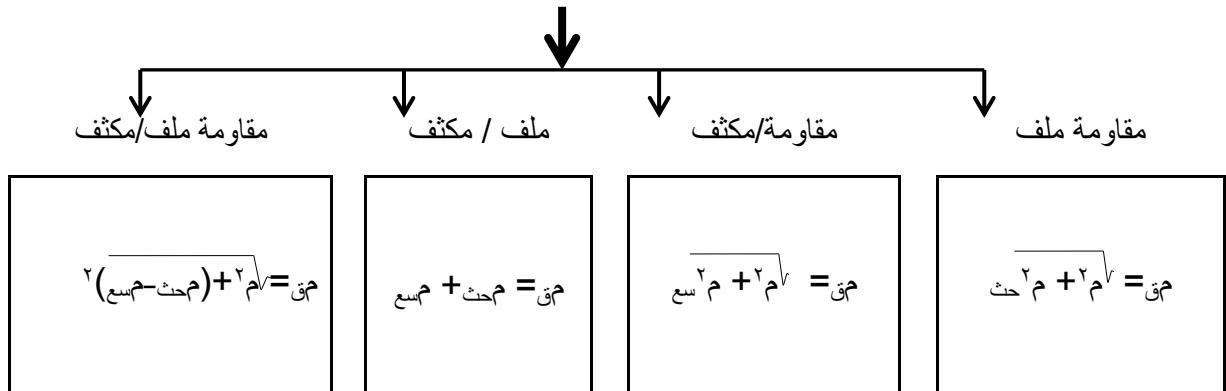 مقاومة ملف
مقاومة/مكثف
ملف / مكثف
مقاومة ملف/مكثف
مق= √م٢+ م٢حث
مق= √م٢+ م٢سع
مق= محث+ مسع
مق=√م٢+(محث-مسع)٢